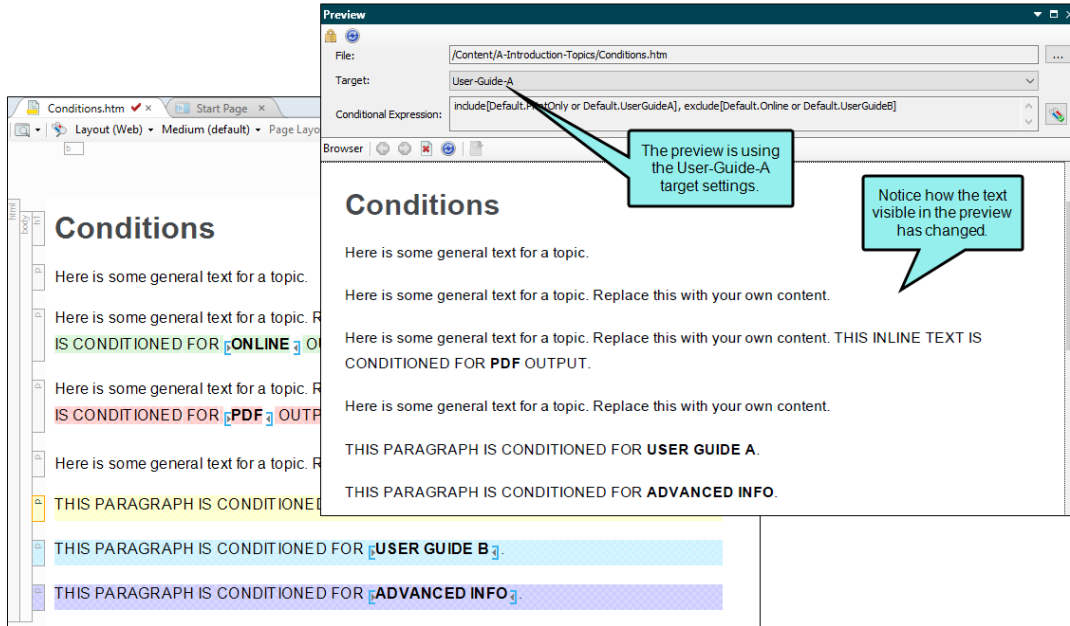 Preview
File:
/Content/A-Introduction-Topics/Conditions.htm
...
Target:
User-Guide-A
Conditional Expression:
include[Default.PrintOnly or Default.UserGuideA], exclude[Default.Online or Default.UserGuideB]
Browser
The preview is using
the User-Guide-A
target settings.
Notice how the text
visible in the preview
has changed.
Conditions
Here is some general text for a topic.
Here is some general text for a topic. Replace this with your own content.
Here is some general text for a topic. Replace this with your own content. THIS INLINE TEXT IS
CONDITIONED FOR PDF OUTPUT.
Here is some general text for a topic. Replace this with your own content.
THIS PARAGRAPH IS CONDITIONED FOR USER GUIDE A.
THIS PARAGRAPH IS CONDITIONED FOR ADVANCED INFO.
Conditions.htm
Start Page
Layout (Web)
Medium (default)
Page Layo
b
html
body
h1
Conditions
p
Here is some general text for a topic.
p
Here is some general text for a topic. R
IS CONDITIONED FOR ONLINE OU
p
Here is some general text for a topic. R
IS CONDITIONED FOR PDF OUTP
p
Here is some general text for a topic. R
p
THIS PARAGRAPH IS CONDITIONED
p
THIS PARAGRAPH IS CONDITIONED FOR USER GUIDE B.
p
THIS PARAGRAPH IS CONDITIONED FOR ADVANCED INFO.